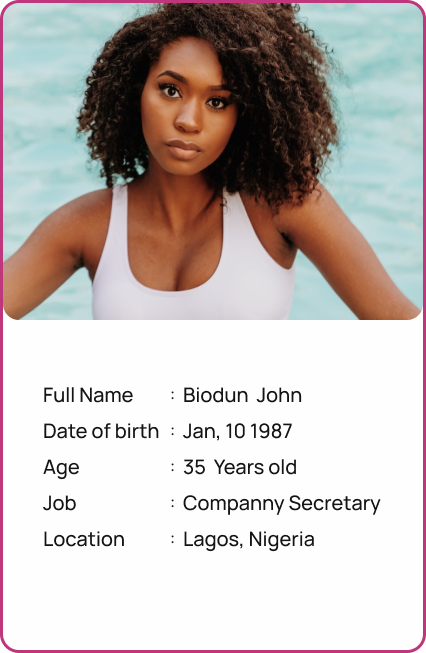 Full Name : Biodun John
Date of birth : Jan, 10 1987
Age : 35 Years old
Job : Companny Secretary
Location : Lagos, Nigeria